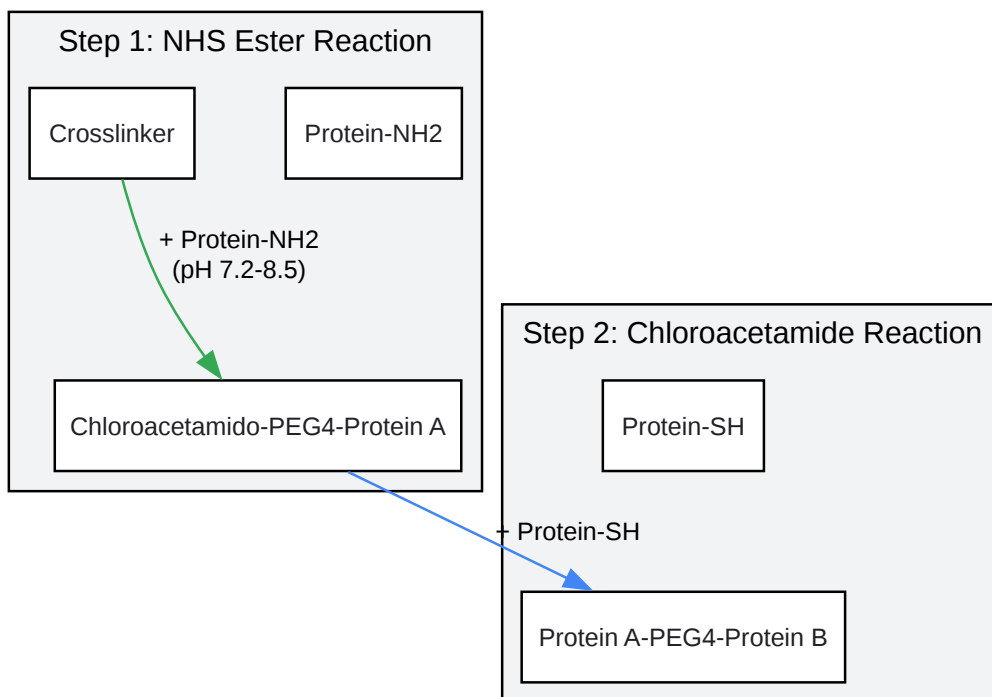 Step 1: NHS Ester Reaction
Crosslinker
Protein-NH2
+ Protein-NH2
(pH 7.2-8.5)
Chloroacetamido-PEG4-Protein A
Step 2: Chloroacetamide Reaction
Protein-SH
+ Protein-SH
Protein A-PEG4-Protein B